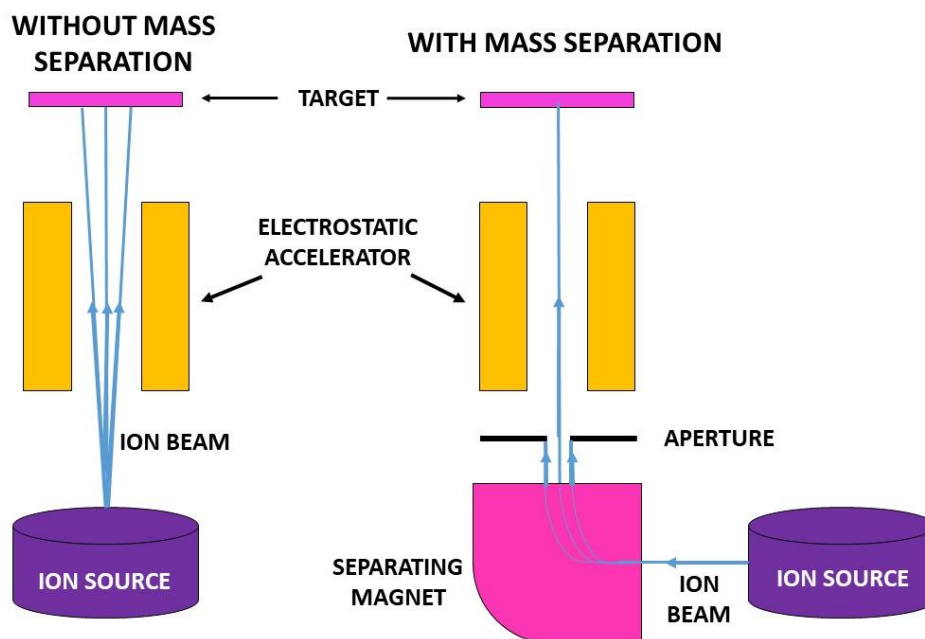 WITHOUT MASS
SEPARATION
WITH MASS SEPARATION
TARGET
ELECTROSTATIC
ACCELERATOR
ION BEAM
APERTURE
ION SOURCE
SEPARATING
MAGNET
ION
BEAM
ION SOURCE